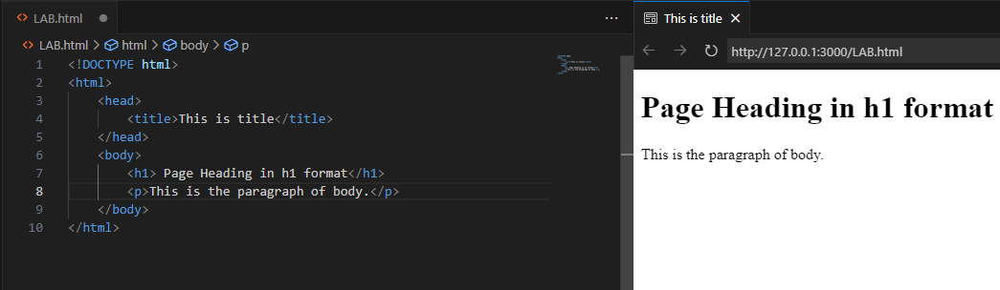 LAB.html
LAB.html > html > body > p
1 <!DOCTYPE html>
2 <html>
3 <head>
4 <title>This is title</title>
5 </head>
6 <body>
7 <h1> Page Heading in h1 format</h1>
8 <p>This is the paragraph of body.</p>
9 </body>
10 </html>
This is title
http://127.0.0.1:3000/LAB.html
Page Heading in h1 format
This is the paragraph of body.